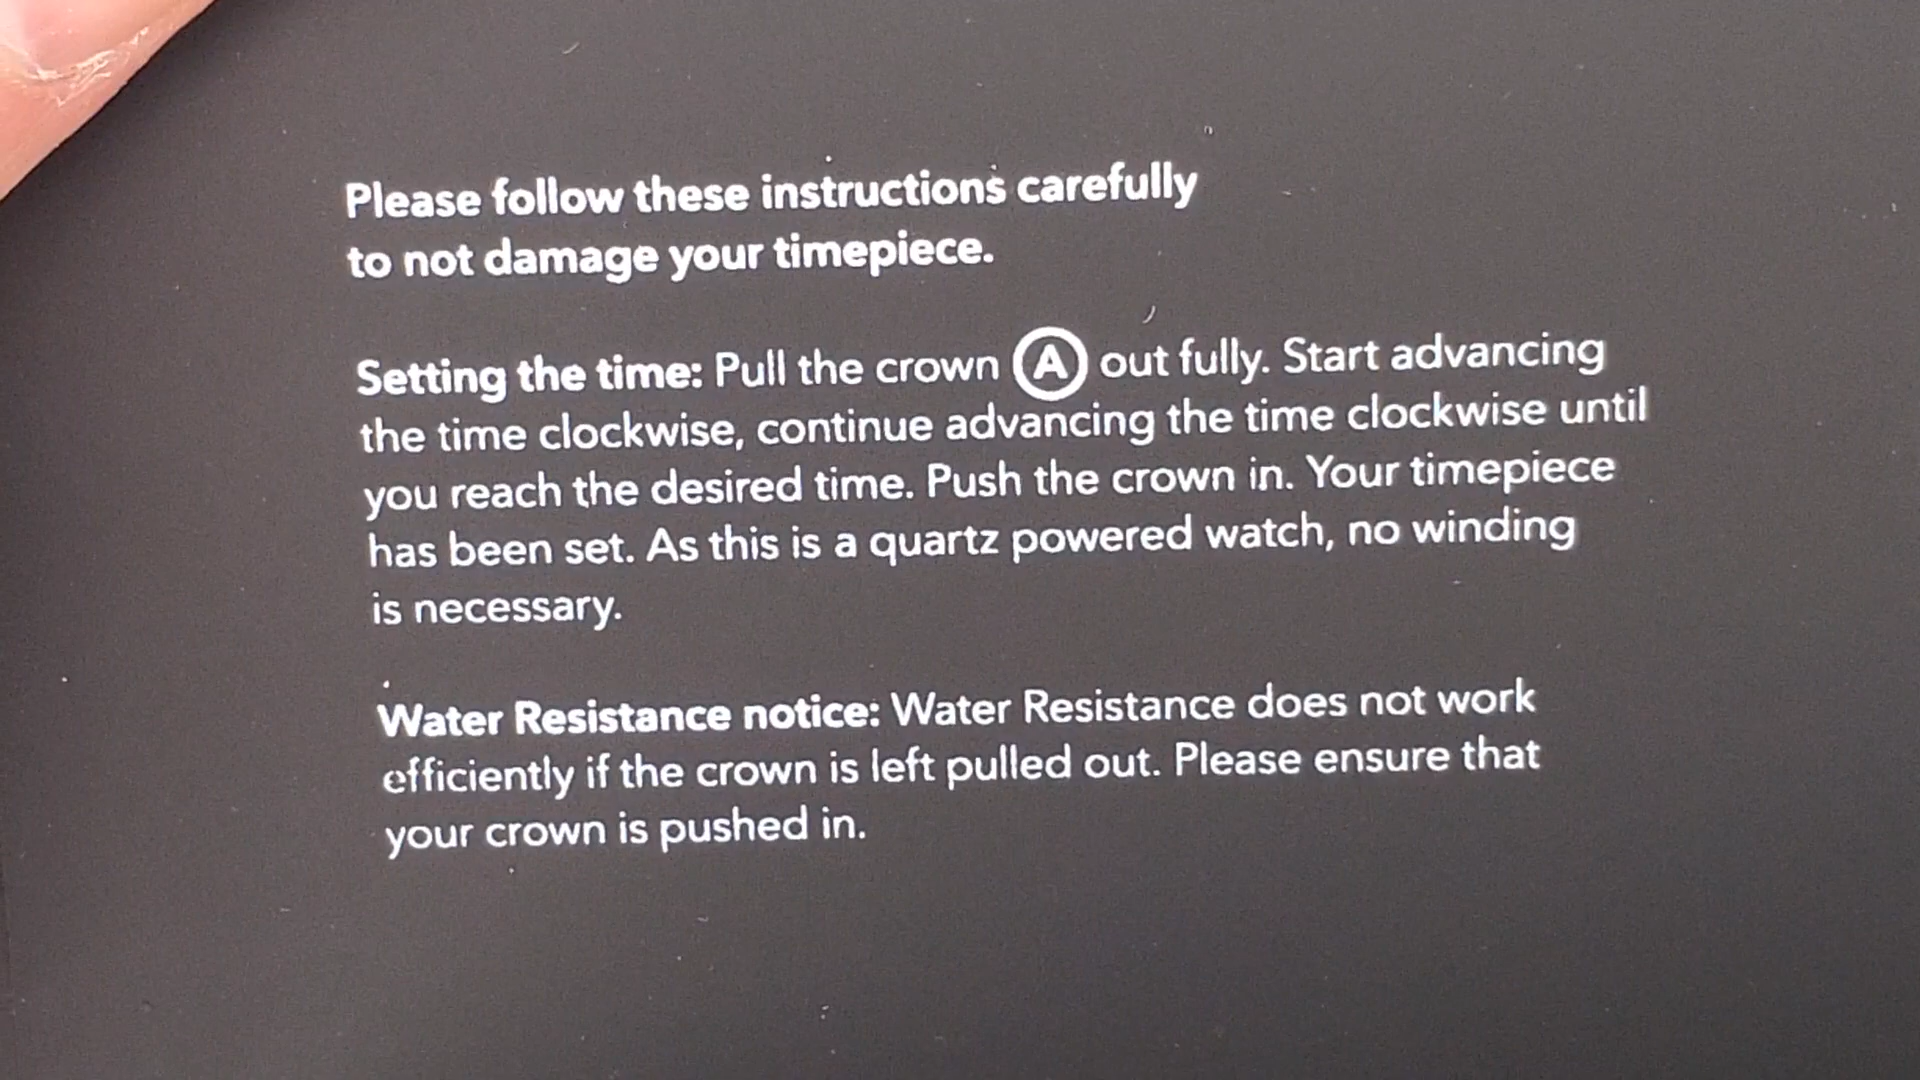 Please follow these instructions carefully
to not damage your timepiece.
Setting the time: Pull the crown A out fully. Start advancing
the time clockwise, continue advancing the time clockwise until
you reach the desired time. Push the crown in. Your timepiece
has been set. As this is a quartz powered watch, no winding
is necessary.
Water Resistance notice: Water Resistance does not work
efficiently if the crown is left pulled out. Please ensure that
your crown is pushed in.